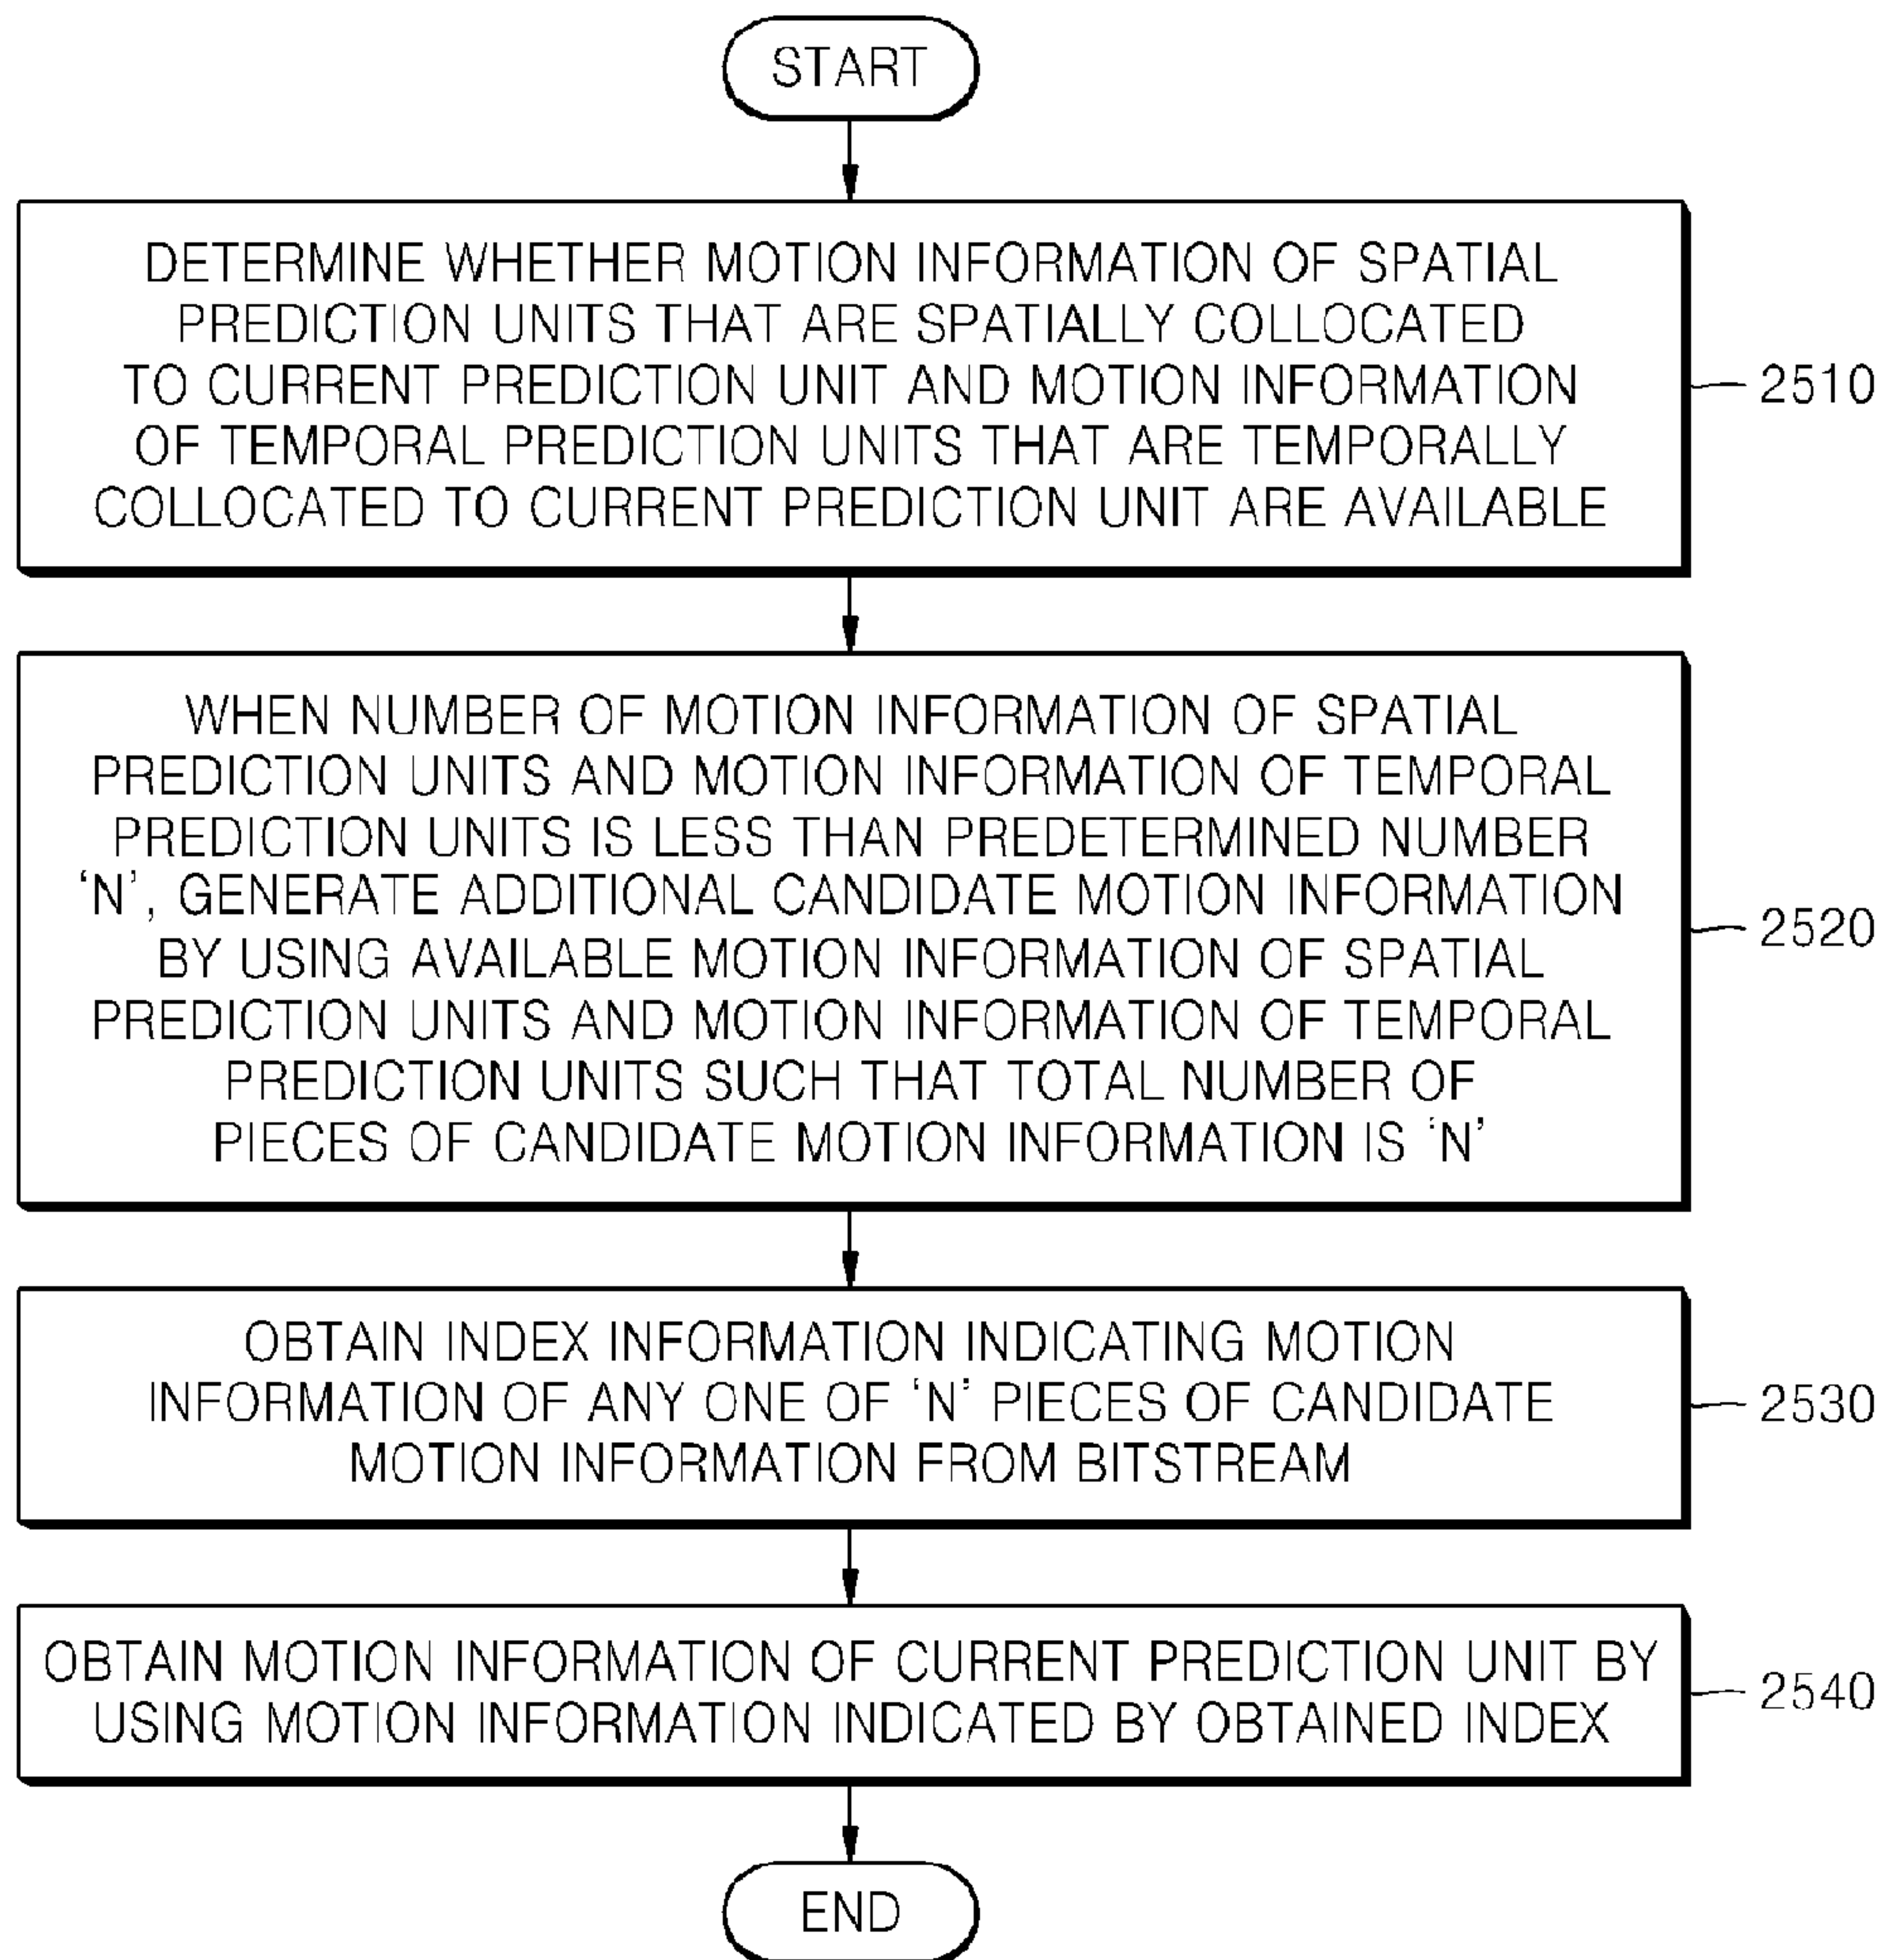 START
DETERMINE WHETHER MOTION INFORMATION OF SPATIAL
PREDICTION UNITS THAT ARE SPATIALLY COLLOCATED
TO CURRENT PREDICTION UNIT AND MOTION INFORMATION
OF TEMPORAL PREDICTION UNITS THAT ARE TEMPORALLY
COLLOCATED TO CURRENT PREDICTION UNIT ARE AVAILABLE
2510
WHEN NUMBER OF MOTION INFORMATION OF SPATIAL
PREDICTION UNITS AND MOTION INFORMATION OF TEMPORAL
PREDICTION UNITS IS LESS THAN PREDETERMINED NUMBER
‘N’, GENERATE ADDITIONAL CANDIDATE MOTION INFORMATION
BY USING AVAILABLE MOTION INFORMATION OF SPATIAL
PREDICTION UNITS AND MOTION INFORMATION OF TEMPORAL
PREDICTION UNITS SUCH THAT TOTAL NUMBER OF
PIECES OF CANDIDATE MOTION INFORMATION IS ‘N’
2520
OBTAIN INDEX INFORMATION INDICATING MOTION
INFORMATION OF ANY ONE OF ‘N’ PIECES OF CANDIDATE
MOTION INFORMATION FROM BITSTREAM
2530
OBTAIN MOTION INFORMATION OF CURRENT PREDICTION UNIT BY
USING MOTION INFORMATION INDICATED BY OBTAINED INDEX
2540
END